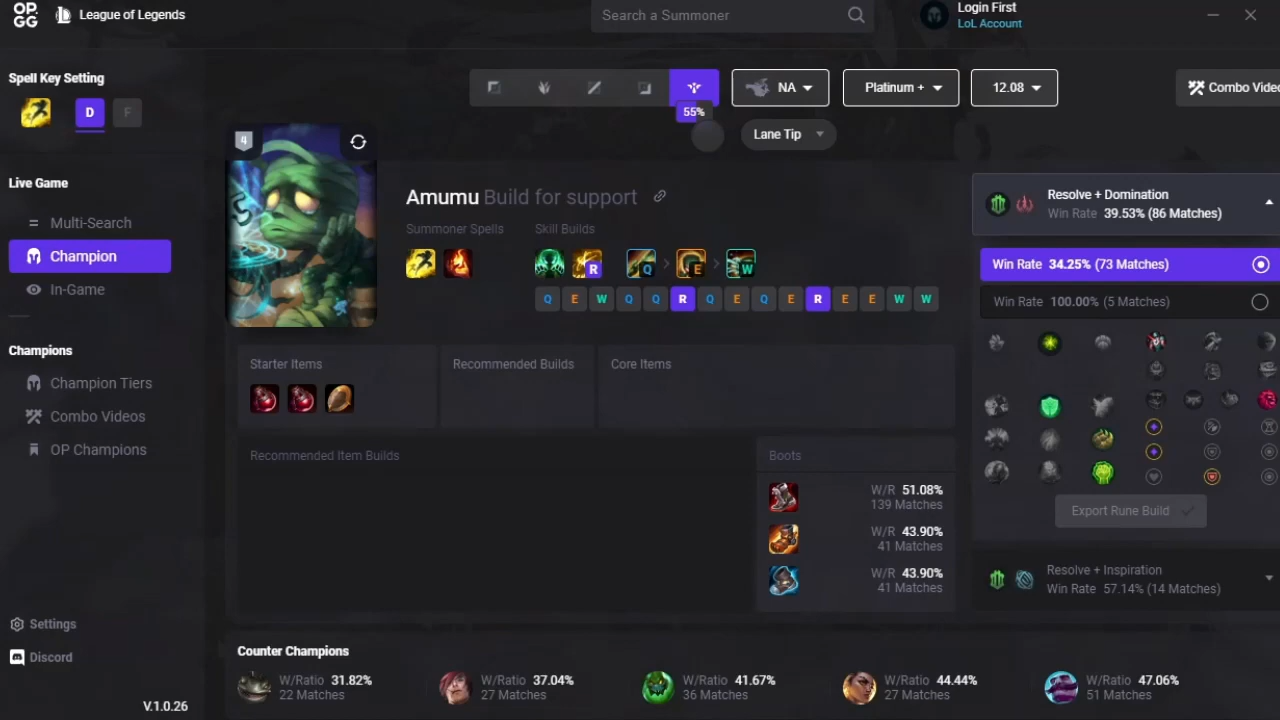 OP.GG
League of Legends
Search a Summoner
Login First
LoL Account
Spell Key Setting
D
F
Live Game
Multi-Search
Champion
In-Game
Champions
Champion Tiers
Combo Videos
OP Champions
Settings
Discord
V.1.0.26
55%
NA
Platinum +
12.08
Combo Video
Lane Tip
4
Amumu Build for support
Summoner Spells
Skill Builds
R
Q
E
W
Q E W Q Q R Q E Q E R E E W W
Starter Items
Recommended Builds
Core Items
Recommended Item Builds
Boots
W/R 51.08%
139 Matches
W/R 43.90%
41 Matches
W/R 43.90%
41 Matches
Resolve + Domination
Win Rate 39.53% (86 Matches)
Win Rate 34.25% (73 Matches)
Win Rate 100.00% (5 Matches)
Export Rune Build
Resolve + Inspiration
Win Rate 57.14% (14 Matches)
Counter Champions
W/Ratio 31.82%
22 Matches
W/Ratio 37.04%
27 Matches
W/Ratio 41.67%
36 Matches
W/Ratio 44.44%
27 Matches
W/Ratio 47.06%
51 Matches